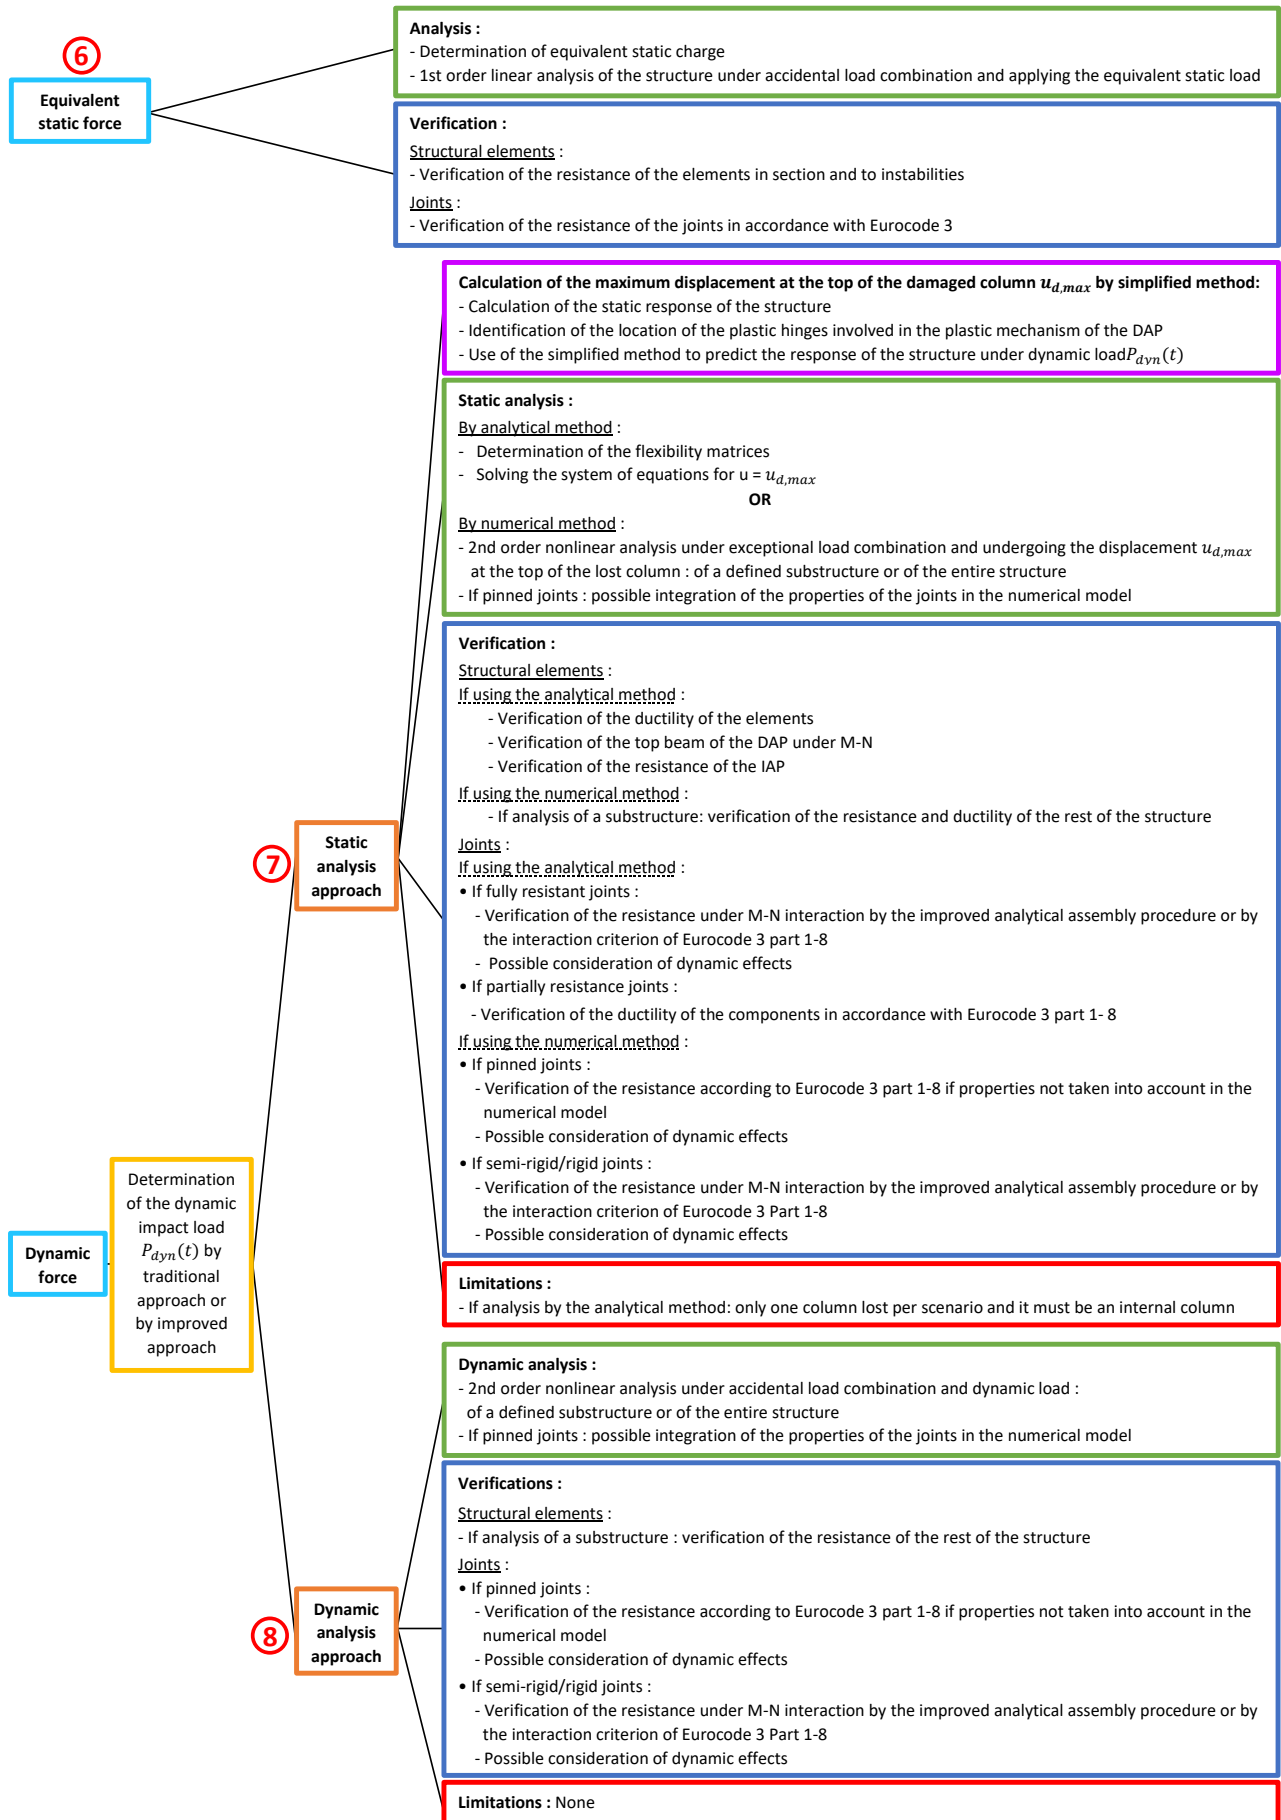 ⑥
Equivalent
static force
Analysis :
- Determination of equivalent static charge
- 1st order linear analysis of the structure under accidental load combination and applying the equivalent static load
Verification :
Structural elements :
- Verification of the resistance of the elements in section and to instabilities
Joints :
- Verification of the resistance of the joints in accordance with Eurocode 3
Dynamic
force
Determination
of the dynamic
impact load
P_dyn(t) by
traditional
approach or
by improved
approach
⑦
Static
analysis
approach
Calculation of the maximum displacement at the top of the damaged column u_d,max by simplified method:
- Calculation of the static response of the structure
- Identification of the location of the plastic hinges involved in the plastic mechanism of the DAP
- Use of the simplified method to predict the response of the structure under dynamic loadP_dyn(t)
Static analysis :
By analytical method :
- Determination of the flexibility matrices
- Solving the system of equations for u = u_d,max
OR
By numerical method :
- 2nd order nonlinear analysis under exceptional load combination and undergoing the displacement u_d,max
at the top of the lost column : of a defined substructure or of the entire structure
- If pinned joints : possible integration of the properties of the joints in the numerical model
Verification :
Structural elements :
If using the analytical method :
- Verification of the ductility of the elements
- Verification of the top beam of the DAP under M-N
- Verification of the resistance of the IAP
If using the numerical method :
- If analysis of a substructure: verification of the resistance and ductility of the rest of the structure
Joints :
If using the analytical method :
• If fully resistant joints :
- Verification of the resistance under M-N interaction by the improved analytical assembly procedure or by
the interaction criterion of Eurocode 3 part 1-8
- Possible consideration of dynamic effects
• If partially resistance joints :
- Verification of the ductility of the components in accordance with Eurocode 3 part 1- 8
If using the numerical method :
• If pinned joints :
- Verification of the resistance according to Eurocode 3 part 1-8 if properties not taken into account in the
numerical model
- Possible consideration of dynamic effects
• If semi-rigid/rigid joints :
- Verification of the resistance under M-N interaction by the improved analytical assembly procedure or by
the interaction criterion of Eurocode 3 Part 1-8
- Possible consideration of dynamic effects
Limitations :
- If analysis by the analytical method: only one column lost per scenario and it must be an internal column
⑧
Dynamic
analysis
approach
Dynamic analysis :
- 2nd order nonlinear analysis under accidental load combination and dynamic load :
of a defined substructure or of the entire structure
- If pinned joints : possible integration of the properties of the joints in the numerical model
Verifications :
Structural elements :
- If analysis of a substructure : verification of the resistance of the rest of the structure
Joints :
• If pinned joints :
- Verification of the resistance according to Eurocode 3 part 1-8 if properties not taken into account in the
numerical model
- Possible consideration of dynamic effects
• If semi-rigid/rigid joints :
- Verification of the resistance under M-N interaction by the improved analytical assembly procedure or by
the interaction criterion of Eurocode 3 Part 1-8
- Possible consideration of dynamic effects
Limitations : None